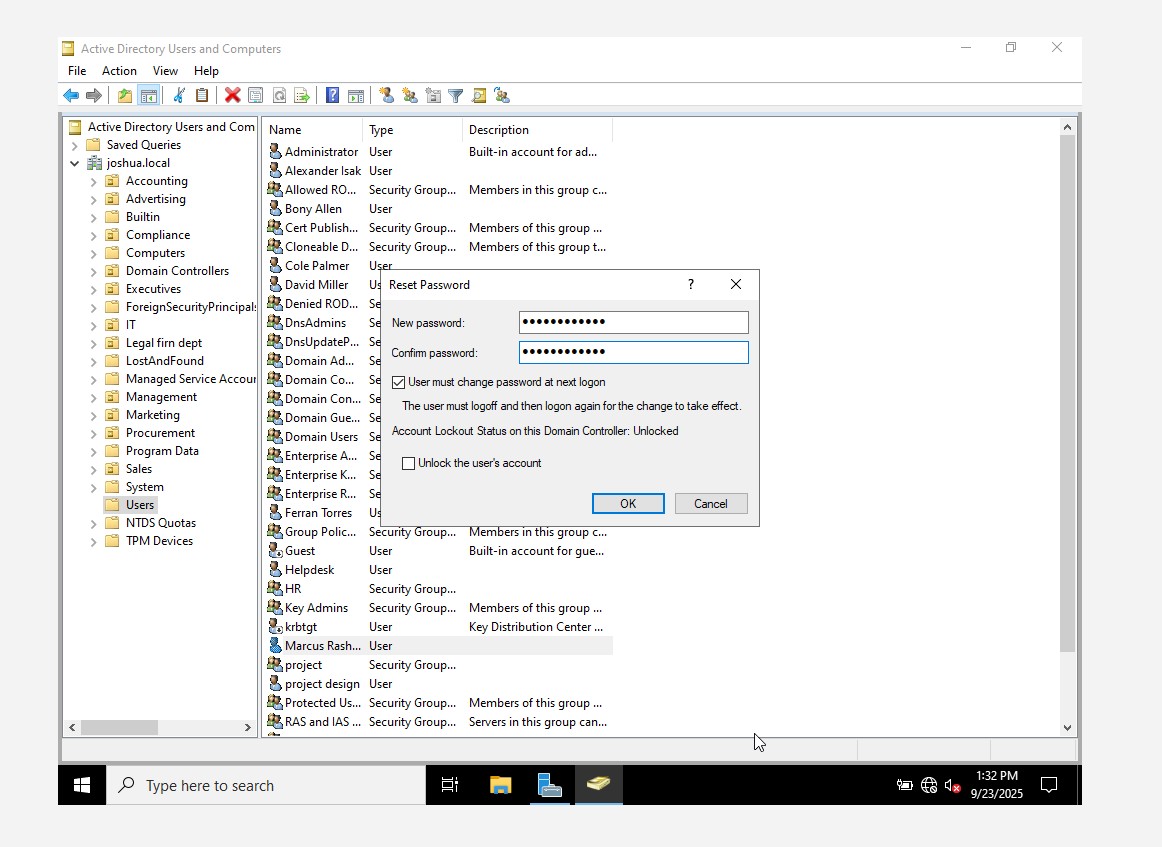 Active Directory Users and Computers
File Action View Help
Active Directory Users and Com
Saved Queries
joshua.local
Accounting
Advertising
Builtin
Compliance
Computers
Domain Controllers
Executives
ForeignSecurityPrincipals
IT
Legal firn dept
LostAndFound
Managed Service Accour
Management
Marketing
Procurement
Program Data
Sales
System
Users
NTDS Quotas
TPM Devices
Name Type Description
Administrator User Built-in account for ad...
Alexander Isak User
Allowed RO... Security Group... Members in this group c...
Bony Allen User
Cert Publish... Security Group... Members of this group ...
Cloneable D... Security Group... Members of this group t...
Cole Palmer User
David Miller Us
Denied ROD... Se
DnsAdmins Se
DnsUpdateP... Se
Domain Ad... Se
Domain Co... Se
Domain Con... Se
Domain Gue... Se
Domain Users Se
Enterprise A... Se
Enterprise K... Se
Enterprise R... Se
Ferran Torres Us
Group Polic... Security Group... Members in this group c...
Guest User Built-in account for gue...
Helpdesk User
HR Security Group...
Key Admins Security Group... Members of this group ...
krbtgt User Key Distribution Center ...
Marcus Rash... User
project Security Group...
project design User
Protected Us... Security Group... Members of this group ...
RAS and IAS ... Security Group... Servers in this group can...
Reset Password ?
New password: ••••••••••••
Confirm password: ••••••••••••
User must change password at next logon
The user must logoff and then logon again for the change to take effect.
Account Lockout Status on this Domain Controller: Unlocked
Unlock the user's account
OK Cancel
Type here to search
1:32 PM
9/23/2025